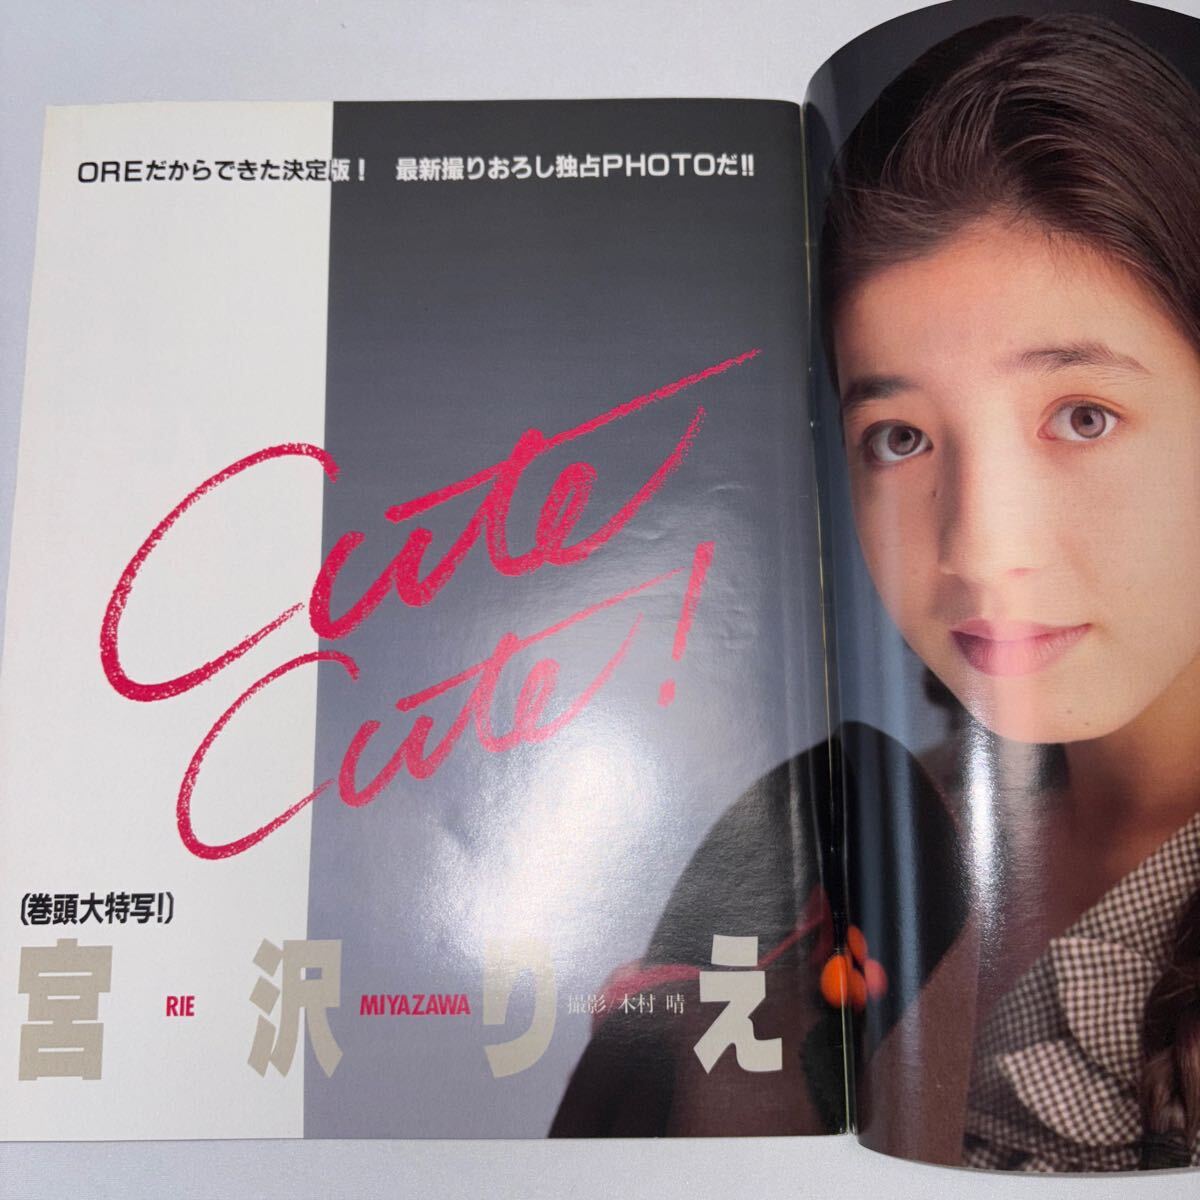 OREだからできた決定版！　最新撮りおろし独占PHOTOだ!!
Cute
Cute!
(巻頭大特写!)
宮沢りえ
RIE MIYAZAWA
撮影/木村 晴